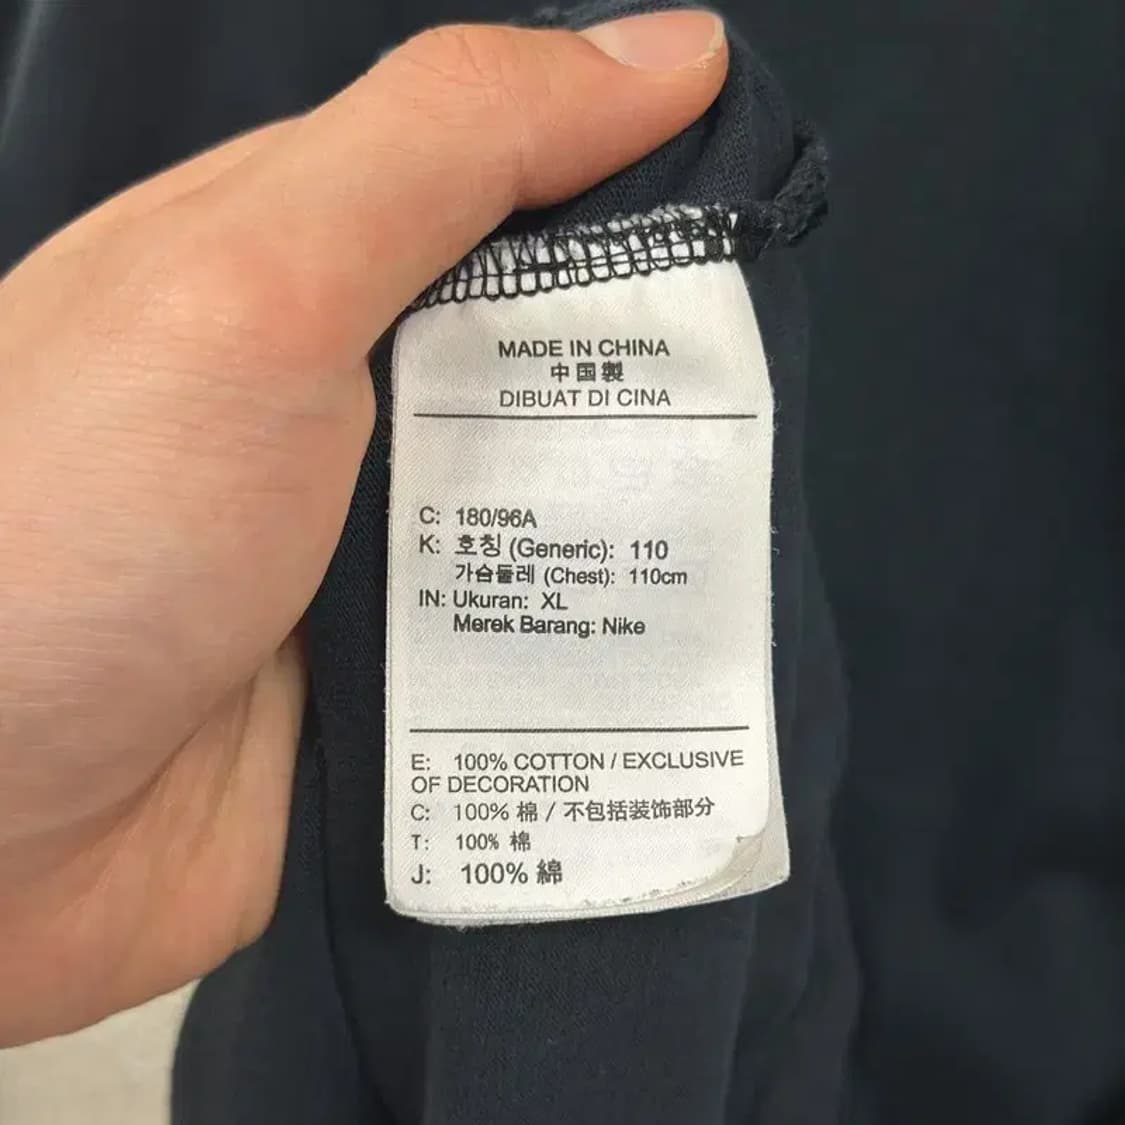 MADE IN CHINA
中国製
DIBUAT DI CINA
C: 180/96A
K: 호칭 (Generic): 110
가슴둘레 (Chest): 110cm
IN: Ukuran: XL
Merek Barang: Nike
E: 100% COTTON / EXCLUSIVE
OF DECORATION
C: 100% 棉 / 不包括装饰部分
T: 100% 棉
J: 100% 綿